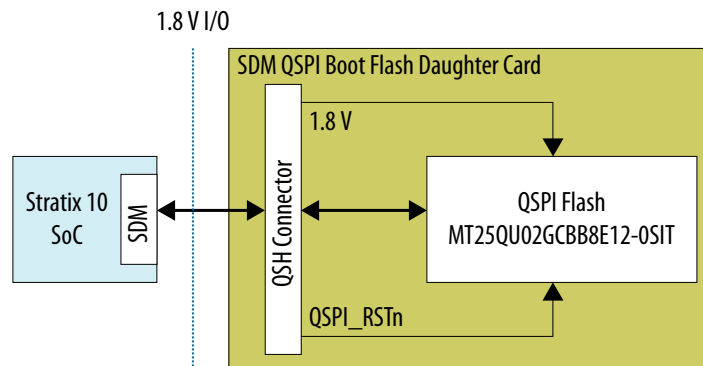 1.8 V I/O
SDM QSPI Boot Flash Daughter Card
1.8 V
Stratix 10
SoC
SDM
QSH Connector
QSPI Flash
MT25QU02GCBB8E12-0SIT
QSPI_RSTn